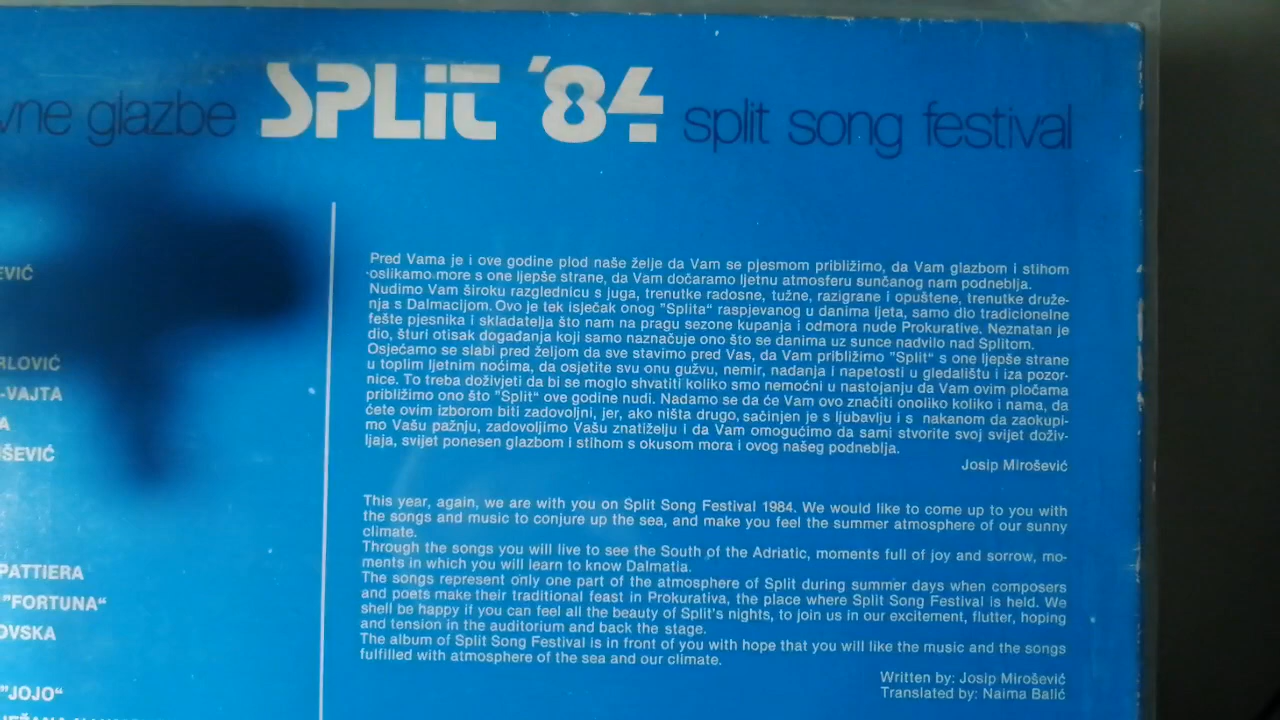 vne glazbe SPLiT '84 split song festival
EVIĆ
RLOVIĆ
-VAJTA
A
ŠEVIĆ
PATTIERA
"FORTUNA“
OVSKA
"JOJO“
Pred Vama je i ove godine plod naše želje da Vam se pjesmom približimo, da Vam glazbom i stihom
oslikamo more s one ljepše strane, da Vam dočaramo ljetnu atmosferu sunčanog nam podneblja.
Nudimo Vam široku razglednicu s juga, trenutke radosne, tužne, razigrane i opuštene, trenutke druže-
nja s Dalmacijom. Ovo je tek isječak onog "Splita“ raspjevanog u danima ljeta, samo dio tradicionelne
fešte pjesnika i skladatelja što nam na pragu sezone kupanja i odmora nude Prokurative. Neznatan je
dio, šturi otisak događanja koji samo naznačuje ono što se danima uz sunce nadvilo nad Splitom.
Osjećamo se slabi pred željom da sve stavimo pred Vas, da Vam približimo "Split“ s one ljepše strane
u toplim ljetnim noćima, da osjetite svu onu gužvu, nemir, nadanja i napetosti u gledalištu i iza pozor-
nice. To treba doživjeti da bi se moglo shvatiti koliko smo nemoćni u nastojanju da Vam ovim pločama
približimo ono što "Split“ ove godine nudi. Nadamo se da će Vam ovo značiti onoliko koliko i nama, da
ćete ovim izborom biti zadovoljni, jer, ako ništa drugo, sačinjen je s ljubavlju i s nakanom da zaokupi-
mo Vašu pažnju, zadovoljimo Vašu znatiželju i da Vam omogućimo da sami stvorite svoj svijet doživ-
ljaja, svijet ponesen glazbom i stihom s okusom mora i ovog našeg podneblja.
Josip Mirošević
This year, again, we are with you on Split Song Festival 1984. We would like to come up to you with
the songs and music to conjure up the sea, and make you feel the summer atmosphere of our sunny
climate.
Through the songs you will live to see the South of the Adriatic, moments full of joy and sorrow, mo-
ments in which you will learn to know Dalmatia.
The songs represent only one part of the atmosphere of Split during summer days when composers
and poets make their traditional feast in Prokurativa, the place where Split Song Festival is held. We
shell be happy if you can feel all the beauty of Split's nights, to join us in our excitement, flutter, hoping
and tension in the auditorium and back the stage.
The album of Split Song Festival is in front of you with hope that you will like the music and the songs
fulfilled with atmosphere of the sea and our climate.
Written by: Josip Mirošević
Translated by: Naima Balić